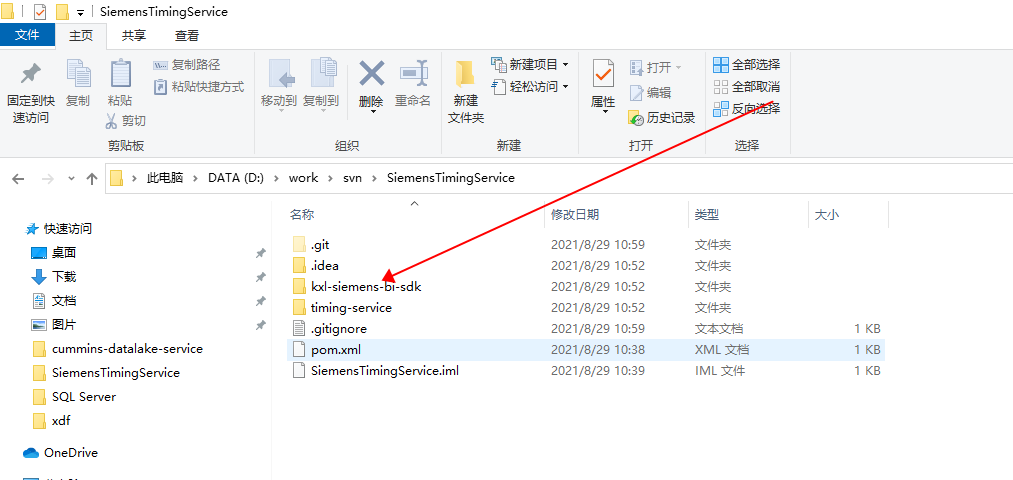 SiemensTimingService
文件 主页 共享 查看
固定到快速访问 复制 粘贴 复制路径 粘贴快捷方式 剪切 移动到 复制到 删除 重命名 新建文件夹 新建项目 轻松访问 属性 打开 编辑 历史记录 全部选择 全部取消 反向选择
剪贴板 组织 新建 打开 选择
此电脑 DATA (D:) work svn SiemensTimingService
名称 修改日期 类型 大小
快速访问
桌面
下载
文档
图片
cummins-datalake-service
SiemensTimingService
SQL Server
xdf
OneDrive
.git 2021/8/29 10:59 文件夹
.idea 2021/8/29 10:52 文件夹
kxl-siemens-bi-sdk 2021/8/29 10:52 文件夹
timing-service 2021/8/29 10:52 文件夹
.gitignore 2021/8/29 10:59 文本文档 1 KB
pom.xml 2021/8/29 10:38 XML 文档 1 KB
SiemensTimingService.iml 2021/8/29 10:39 IML 文件 1 KB